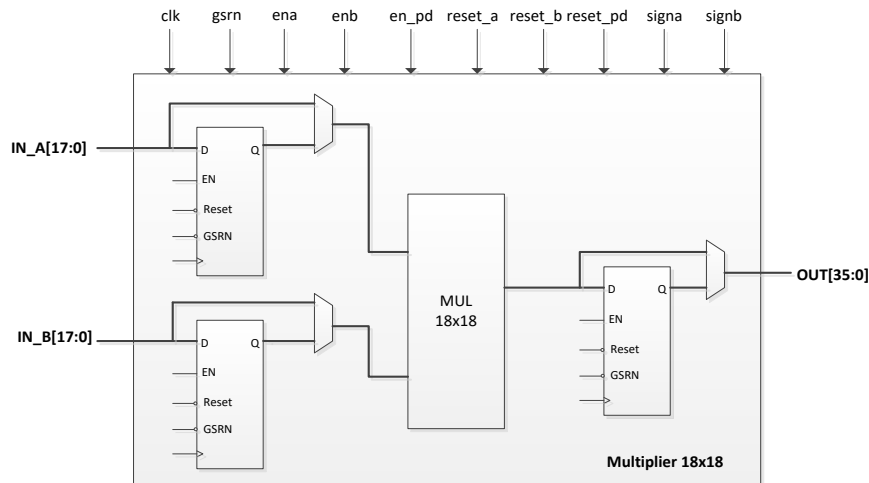 clk gsrn ena enb en_pd reset_a reset_b reset_pd signa signb
IN_A[17:0]
D Q
EN
Reset
GSRN
IN_B[17:0]
D Q
EN
Reset
GSRN
MUL
18x18
D Q
EN
Reset
GSRN
OUT[35:0]
Multiplier 18x18